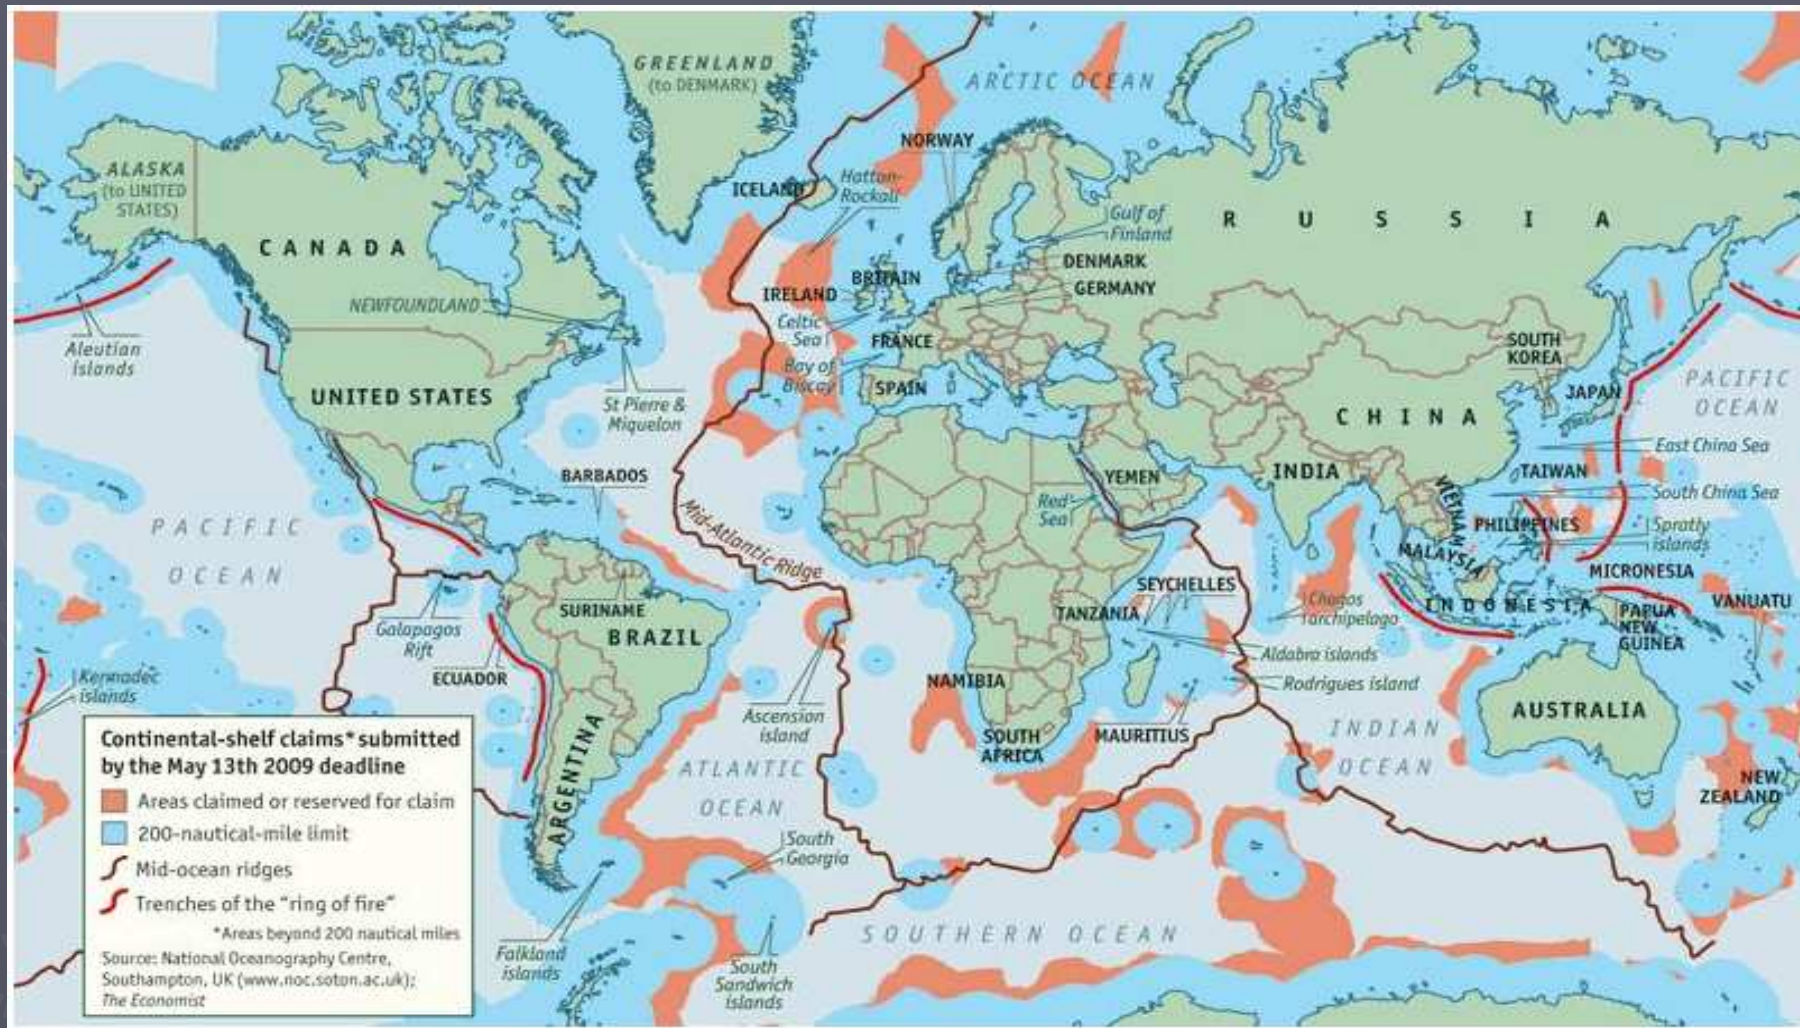 GREENLAND
(to DENMARK)
ARCTIC OCEAN
NORWAY
ALASKA
(to UNITED
STATES)
ICELAND
Hatton-
Rockall
CANADA
Gulf of
Finland
RUSSIA
DENMARK
BRITAIN
GERMANY
IRELAND
NEWFOUNDLAND
Celtic
Sea
FRANCE
Aleutian
islands
SOUTH
KOREA
Bay of
Biscay
SPAIN
JAPAN
PACIFIC
OCEAN
UNITED STATES
St Pierre &
Miquelon
CHINA
East China Sea
BARBADOS
YEMEN
INDIA
TAIWAN
Red
Sea
VIETNAM
South China Sea
PACIFIC
OCEAN
Mid-Atlantic Ridge
PHILIPPINES
Spratly
islands
MALAYSIA
MICRONESIA
SEYCHELLES
SURINAME
TANZANIA
Chagos
archipelago
INDONESIA
PAPUA
NEW
GUINEA
VANUATU
Galapagos
Rift
BRAZIL
Aldabra islands
Kermadec
islands
ECUADOR
NAMIBIA
Rodrigues island
Ascension
island
AUSTRALIA
SOUTH
AFRICA
MAURITIUS
INDIAN
OCEAN
ARGENTINA
ATLANTIC
OCEAN
NEW
ZEALAND
South
Georgia
Falkland
islands
South
Sandwich
islands
SOUTHERN OCEAN
Continental-shelf claims* submitted
by the May 13th 2009 deadline
Areas claimed or reserved for claim
200-nautical-mile limit
Mid-ocean ridges
Trenches of the "ring of fire"
*Areas beyond 200 nautical miles
Source: National Oceanography Centre,
Southampton, UK (www.noc.soton.ac.uk);
The Economist